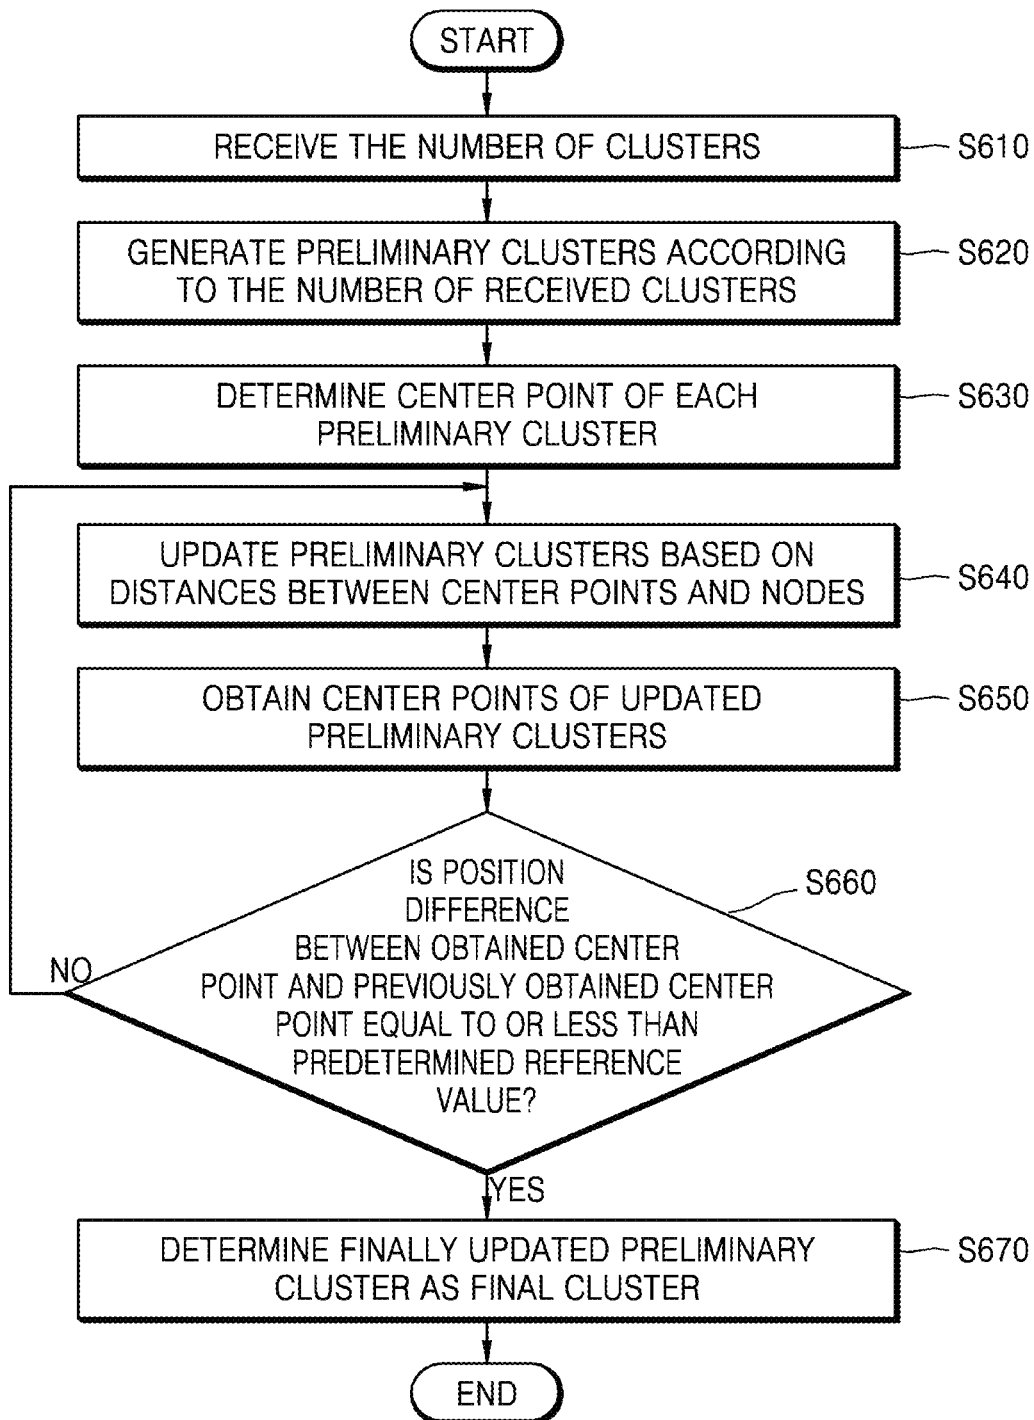 START
RECEIVE THE NUMBER OF CLUSTERS
S610
GENERATE PRELIMINARY CLUSTERS ACCORDING
TO THE NUMBER OF RECEIVED CLUSTERS
S620
DETERMINE CENTER POINT OF EACH
PRELIMINARY CLUSTER
S630
UPDATE PRELIMINARY CLUSTERS BASED ON
DISTANCES BETWEEN CENTER POINTS AND NODES
S640
OBTAIN CENTER POINTS OF UPDATED
PRELIMINARY CLUSTERS
S650
IS POSITION
DIFFERENCE
BETWEEN OBTAINED CENTER
POINT AND PREVIOUSLY OBTAINED CENTER
POINT EQUAL TO OR LESS THAN
PREDETERMINED REFERENCE
VALUE?
S660
NO
YES
DETERMINE FINALLY UPDATED PRELIMINARY
CLUSTER AS FINAL CLUSTER
S670
END